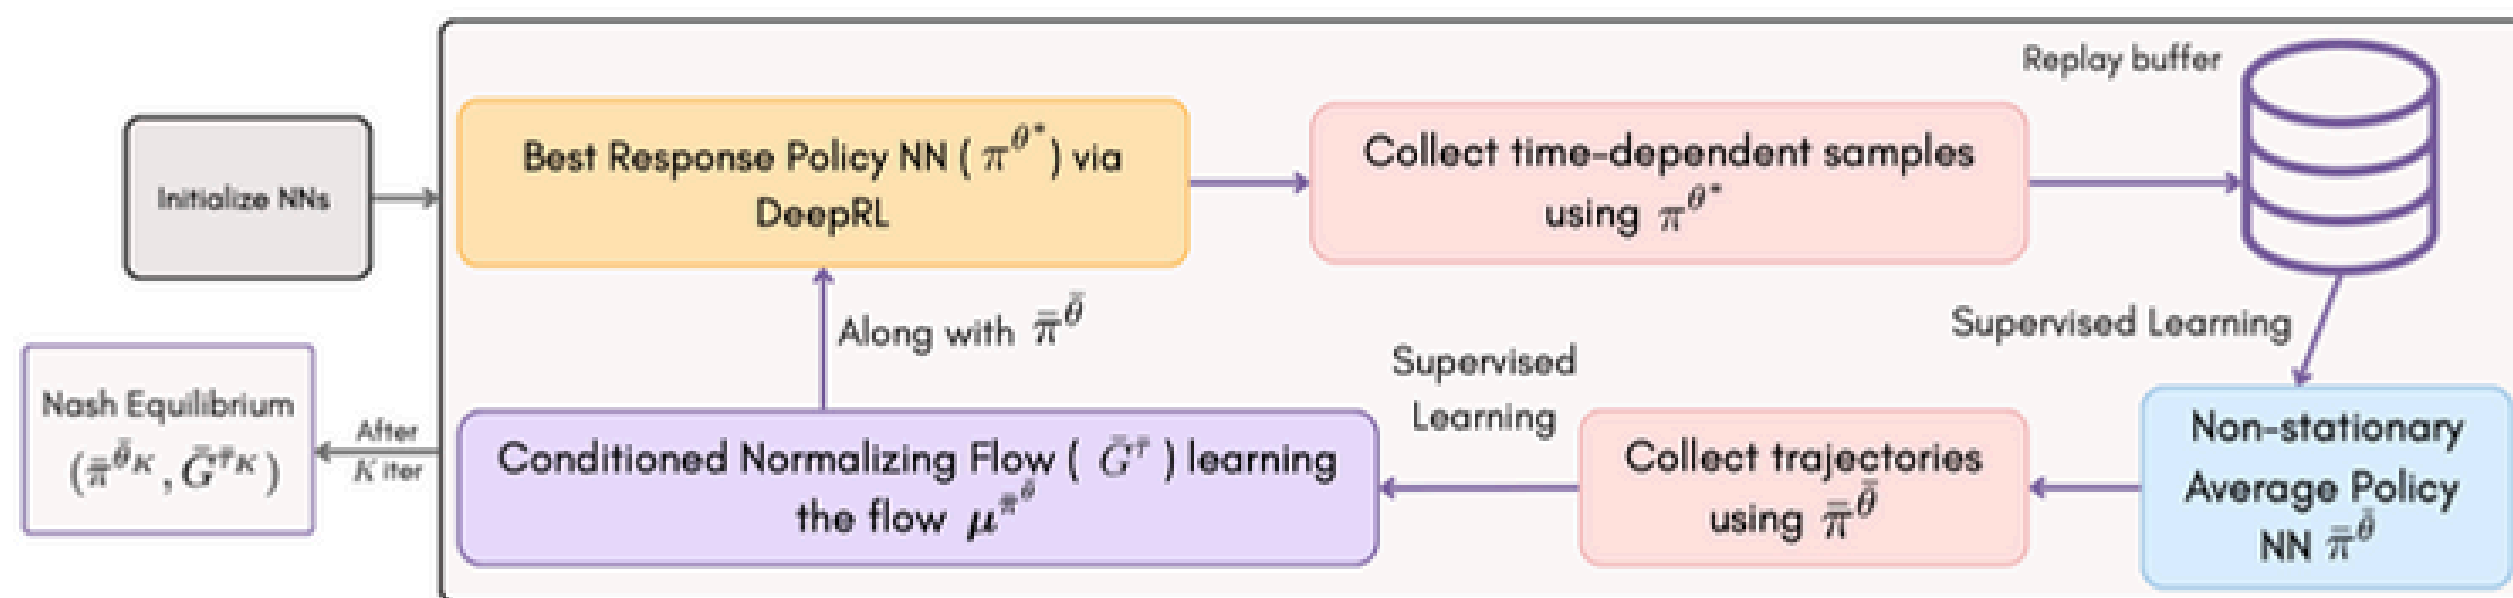 Replay buffer
Initialize NNs
Best Response Policy NN ( π^{θ^*} ) via
DeepRL
Collect time-dependent samples
using π^{θ^*}
Along with π̄^{θ̄}
Supervised Learning
Supervised
Learning
Nash Equilibrium
(π̄^{θ̄_K}, Ḡ^{τ̄_K})
After
K iter
Conditioned Normalizing Flow ( Ḡ^{τ̄} ) learning
the flow μ^{π̄^{θ̄}}
Collect trajectories
using π̄^{θ̄}
Non-stationary
Average Policy
NN π̄^{θ̄}